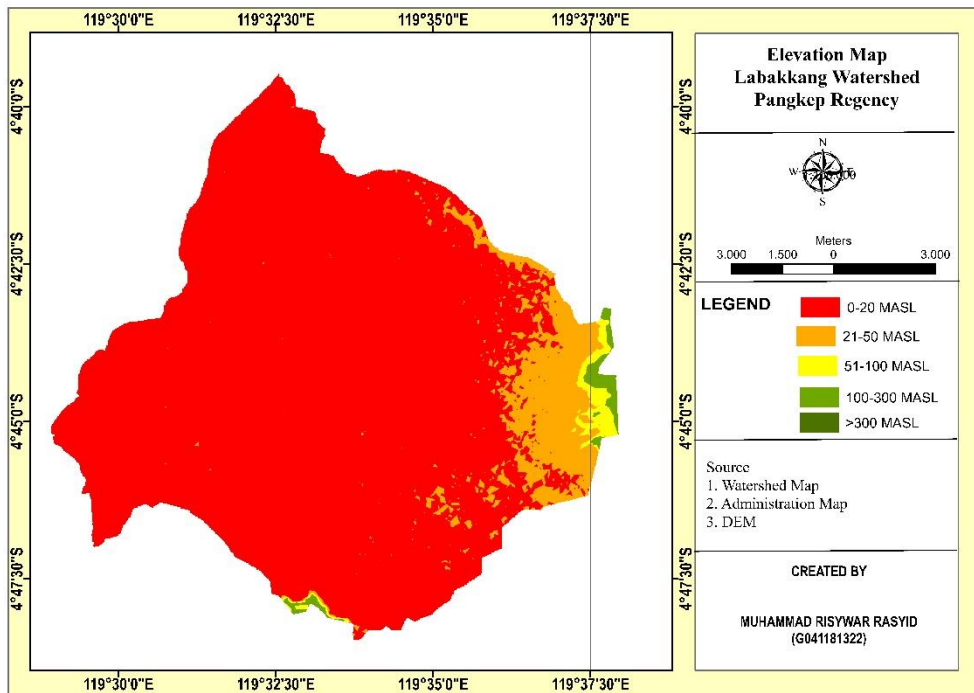 119°30'0"E 119°32'30"E 119°35'0"E 119°37'30"E
4°40'0"S
4°42'30"S
4°45'0"S
4°47'30"S
4°40'0"S
4°42'30"S
4°45'0"S
4°47'30"S
119°30'0"E 119°32'30"E 119°35'0"E 119°37'30"E
Elevation Map
Labakkang Watershed
Pangkep Regency
N
W
S
Meters
3.000 1.500 0 3.000
LEGEND
0-20 MASL
21-50 MASL
51-100 MASL
100-300 MASL
>300 MASL
Source
1. Watershed Map
2. Administration Map
3. DEM
CREATED BY
MUHAMMAD RISYWAR RASYID
(G041181322)